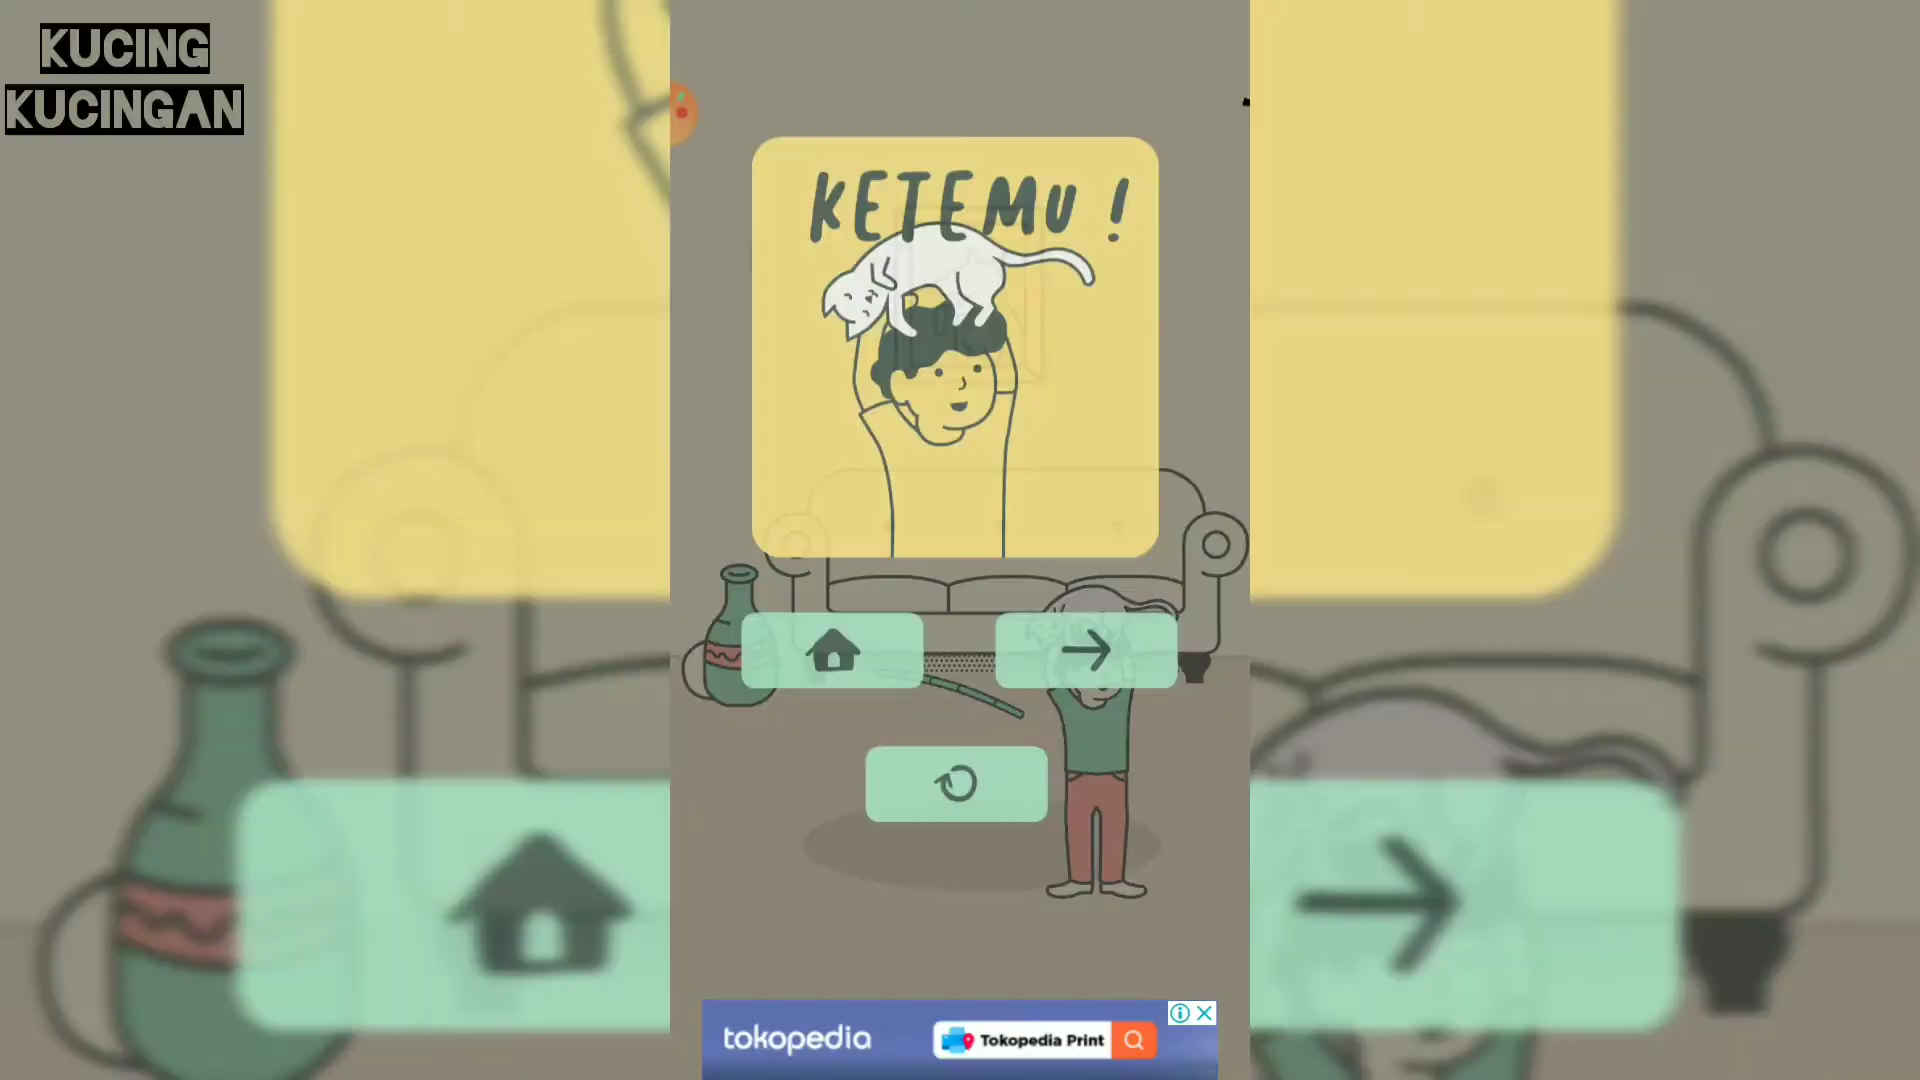 KUCING
KUCINGAN
KETEMU !
tokopedia
Tokopedia Print